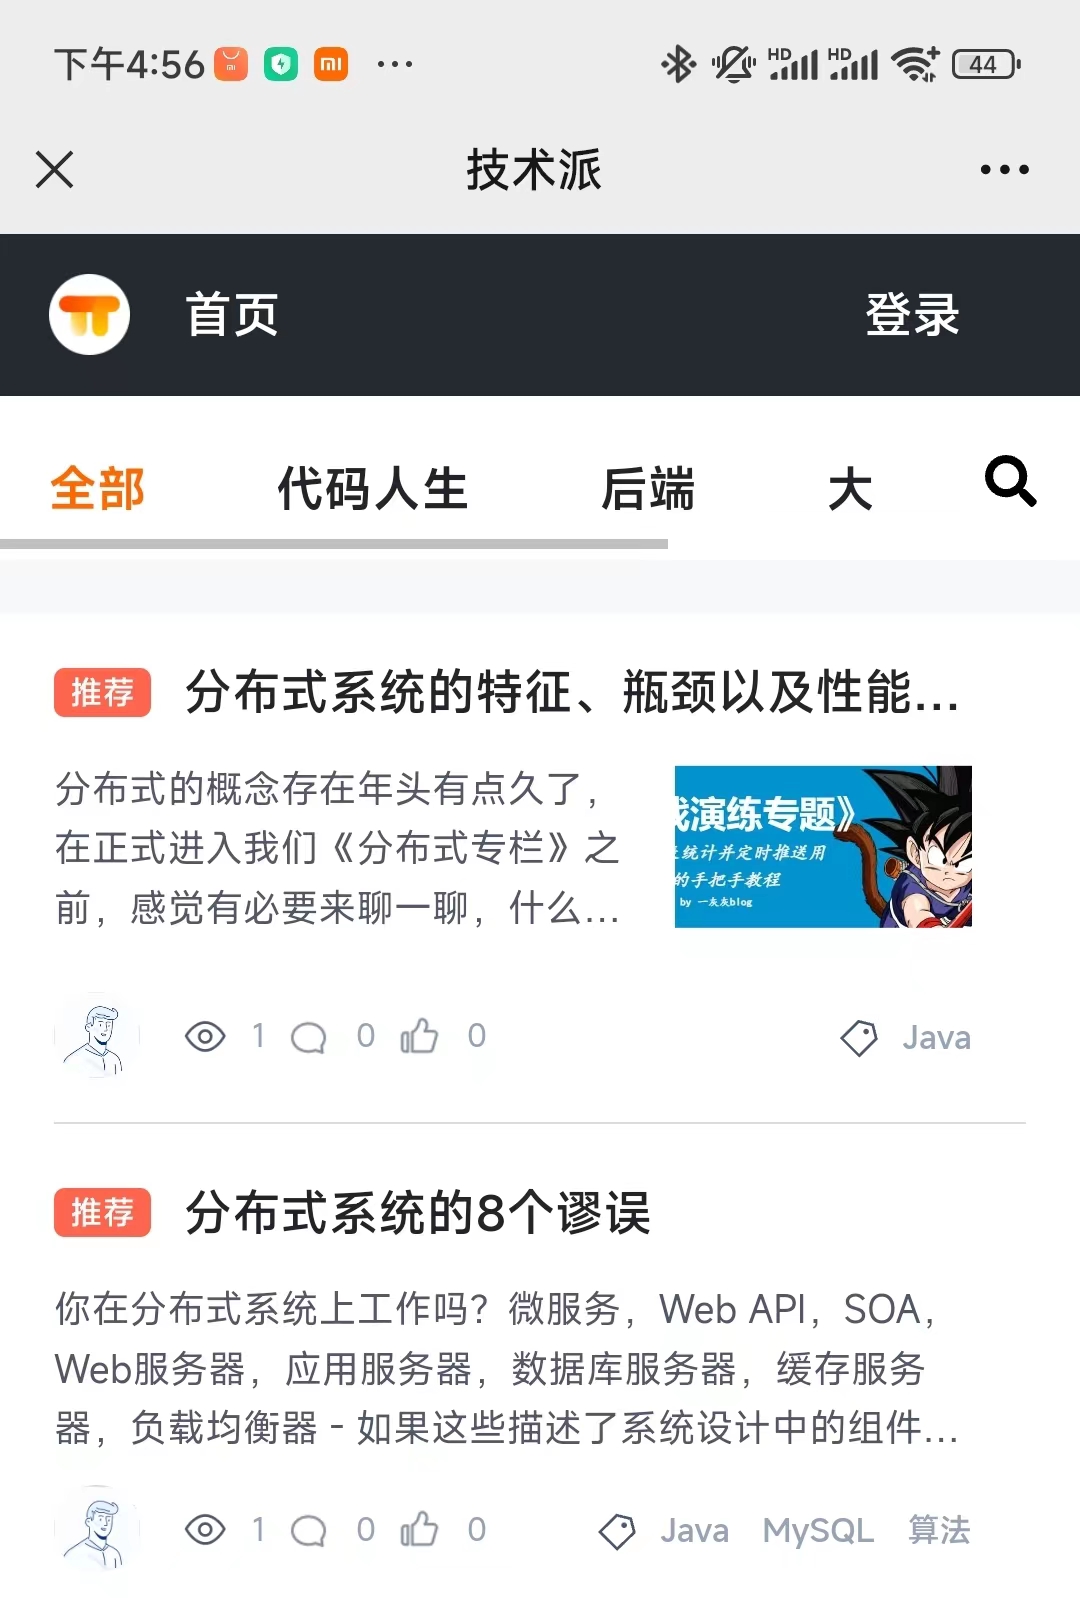 下午4:56
HD HD 44
技术派
首页 登录
全部 代码人生 后端 大
推荐 分布式系统的特征、瓶颈以及性能...
分布式的概念存在年头有点久了，
在正式进入我们《分布式专栏》之
前，感觉有必要来聊一聊，什么...
演练专题》
统计并定时推送用
的手把手教程
by 一灰灰blog
1 0 0 Java
推荐 分布式系统的8个谬误
你在分布式系统上工作吗？微服务，Web API，SOA，
Web服务器，应用服务器，数据库服务器，缓存服务
器，负载均衡器 - 如果这些描述了系统设计中的组件...
1 0 0 Java MySQL 算法